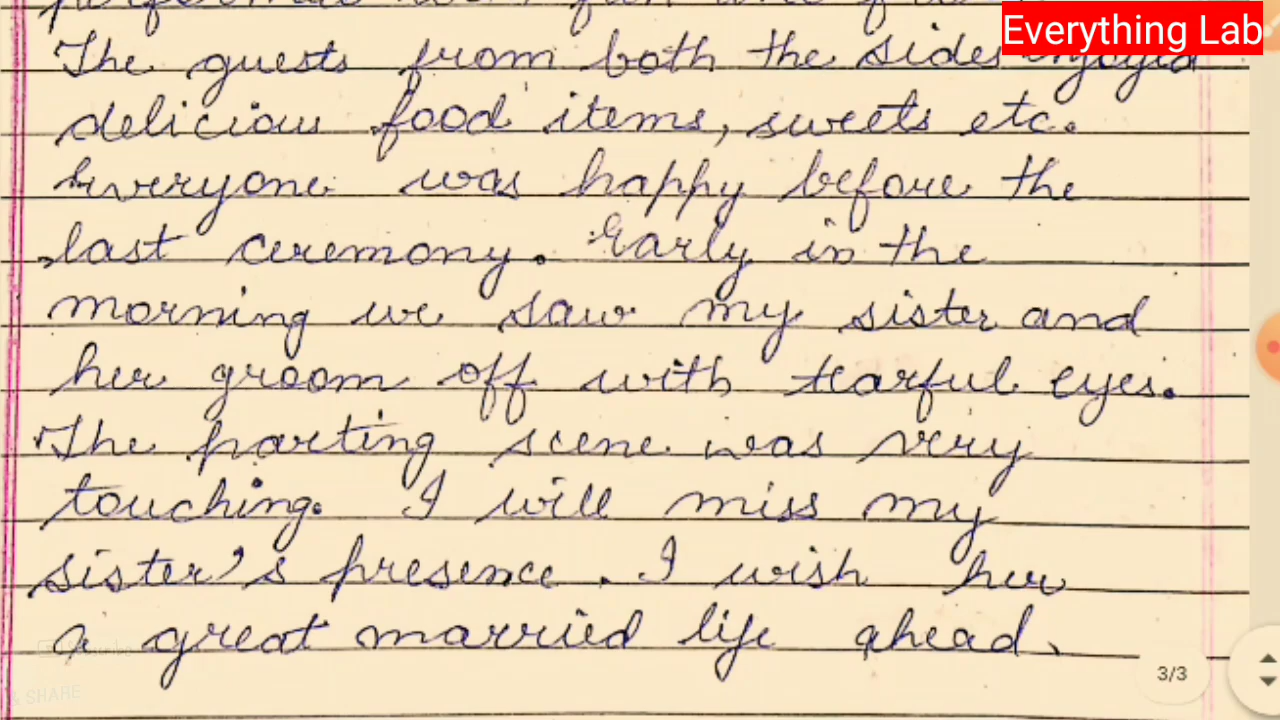 Everything Lab
The guests from both the sides enjoyed
delicious food items, sweets etc.
Everyone was happy before the
last ceremony. Early in the
morning we saw my sister and
her groom off with tearful eyes.
The parting scene was very
touching. I will miss my
sister's presence. I wish her
a great married life ahead.
3/3
& SHARE